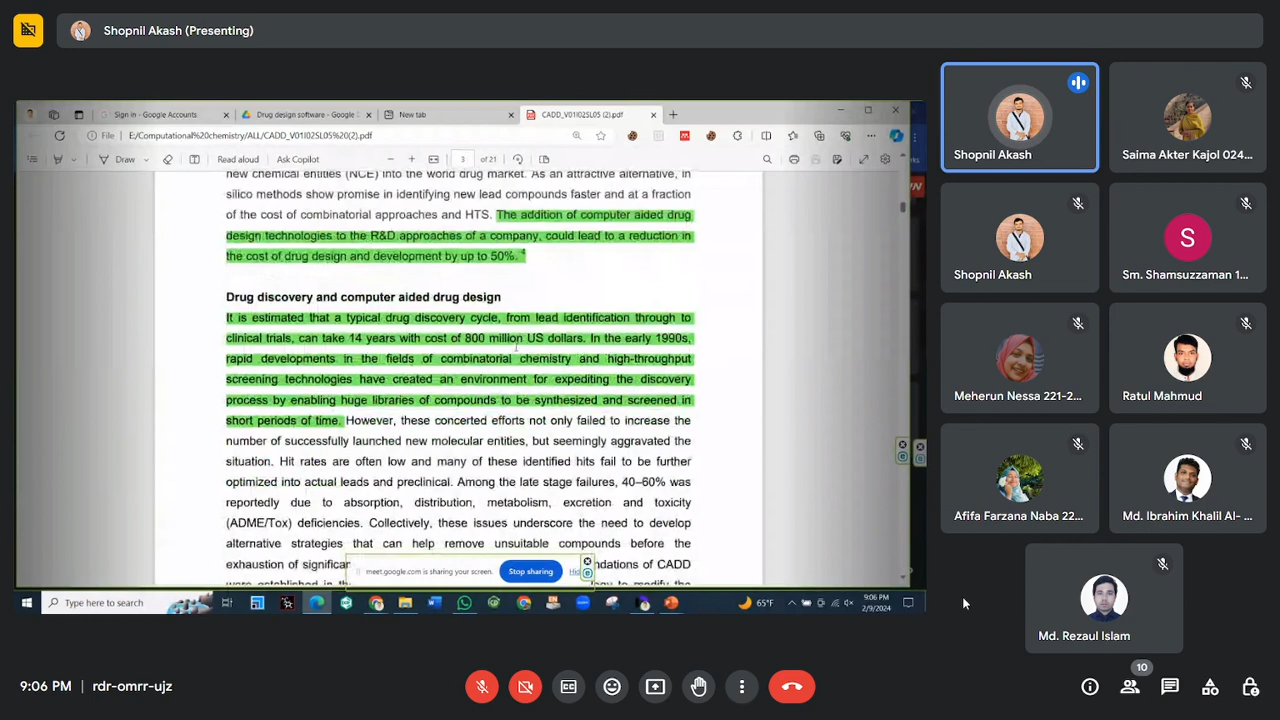 Shopnil Akash (Presenting)
Sign in - Google Accounts
Drug design software - Google
New tab
CADD_V01I02SL05 (2).pdf
File
E:/Computational%20chemistry/ALL/CADD_V01I02SL05%20(2).pdf
Draw
Read aloud
Ask Copilot
3
of 21
new chemical entities (NCE) into the world drug market. As an attractive alternative, in
silico methods show promise in identifying new lead compounds faster and at a fraction
of the cost of combinatorial approaches and HTS. The addition of computer aided drug
design technologies to the R&D approaches of a company, could lead to a reduction in
the cost of drug design and development by up to 50%. 4
Drug discovery and computer aided drug design
It is estimated that a typical drug discovery cycle, from lead identification through to
clinical trials, can take 14 years with cost of 800 million US dollars. In the early 1990s,
rapid developments in the fields of combinatorial chemistry and high-throughput
screening technologies have created an environment for expediting the discovery
process by enabling huge libraries of compounds to be synthesized and screened in
short periods of time. However, these concerted efforts not only failed to increase the
number of successfully launched new molecular entities, but seemingly aggravated the
situation. Hit rates are often low and many of these identified hits fail to be further
optimized into actual leads and preclinical. Among the late stage failures, 40–60% was
reportedly due to absorption, distribution, metabolism, excretion and toxicity
(ADME/Tox) deficiencies. Collectively, these issues underscore the need to develop
alternative strategies that can help remove unsuitable compounds before the
exhaustion of significan
ndations of CADD
meet.google.com is sharing your screen.
Stop sharing
Type here to search
65°F
9:06 PM
2/9/2024
Shopnil Akash
Saima Akter Kajol 024...
Shopnil Akash
S
Sm. Shamsuzzaman 1...
Meherun Nessa 221-2...
Ratul Mahmud
Afifa Farzana Naba 22...
Md. Ibrahim Khalil Al- ...
Md. Rezaul Islam
9:06 PM | rdr-omrr-ujz
10